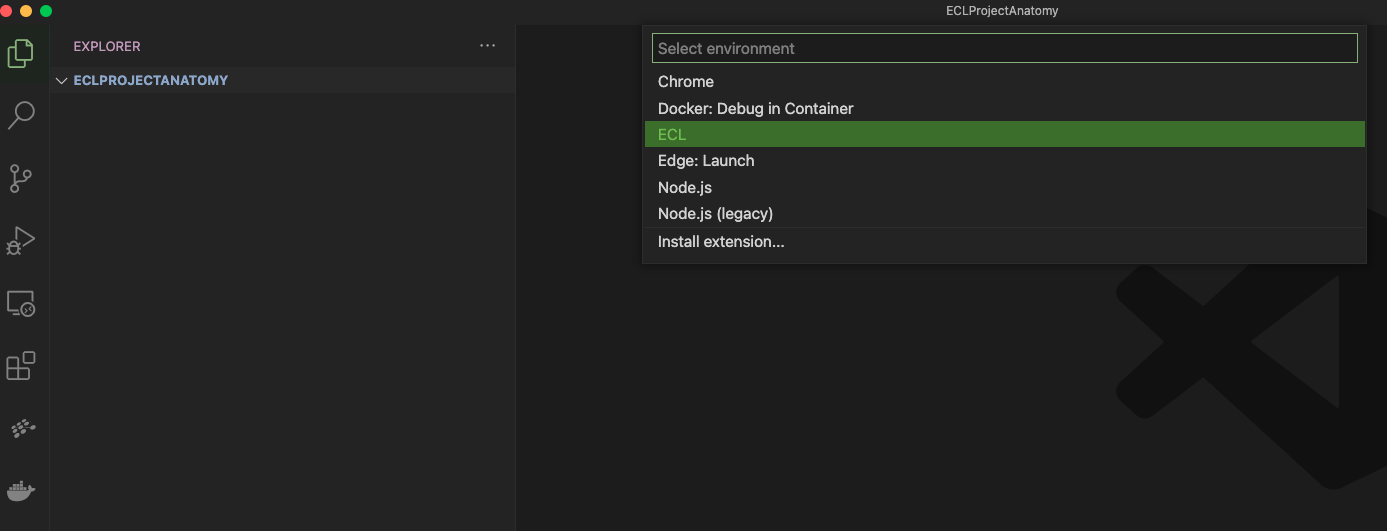 ECLProjectAnatomy
EXPLORER
ECLPROJECTANATOMY
Select environment
Chrome
Docker: Debug in Container
ECL
Edge: Launch
Node.js
Node.js (legacy)
Install extension...